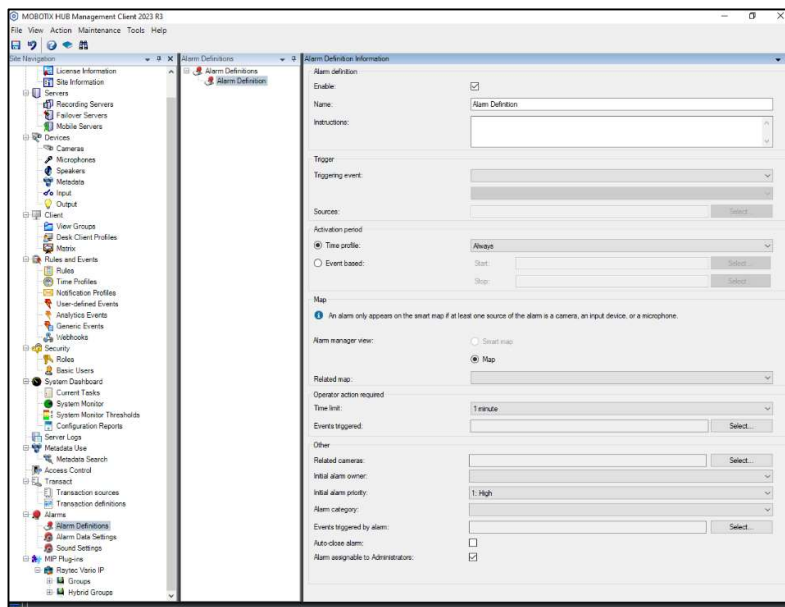 MOBOTIX HUB Management Client 2023 R3
File View Action Maintenance Tools Help
Site Navigation
License Information
Site Information
Servers
Recording Servers
Failover Servers
Mobile Servers
Devices
Cameras
Microphones
Speakers
Metadata
Input
Output
Client
View Groups
Desk Client Profiles
Matrix
Rules and Events
Rules
Time Profiles
Notification Profiles
User-defined Events
Analytics Events
Generic Events
Webhooks
Security
Roles
Basic Users
System Dashboard
Current Tasks
System Monitor
System Monitor Thresholds
Configuration Reports
Server Logs
Metadata Use
Metadata Search
Access Control
Transact
Transaction sources
Transaction definitions
Alarms
Alarm Definitions
Alarm Data Settings
Sound Settings
MIP Plug-ins
Raytec Vario IP
Groups
Hybrid Groups
Alarm Definitions
Alarm Definitions
Alarm Definition
Alarm Definition Information
Alarm definition
Enable:
Name: Alarm Definition
Instructions:
Trigger
Triggering event:
Sources: Select...
Activation period
Time profile: Always
Event based: Start: Select...
Stop: Select...
Map
An alarm only appears on the smart map if at least one source of the alarm is a camera, an input device, or a microphone.
Alarm manager view: Smart map
Map
Related map:
Operator action required
Time limit: 1 minute
Events triggered: Select...
Other
Related cameras: Select...
Initial alarm owner:
Initial alarm priority: 1: High
Alarm category:
Events triggered by alarm: Select...
Auto-close alarm:
Alarm assignable to Administrators: